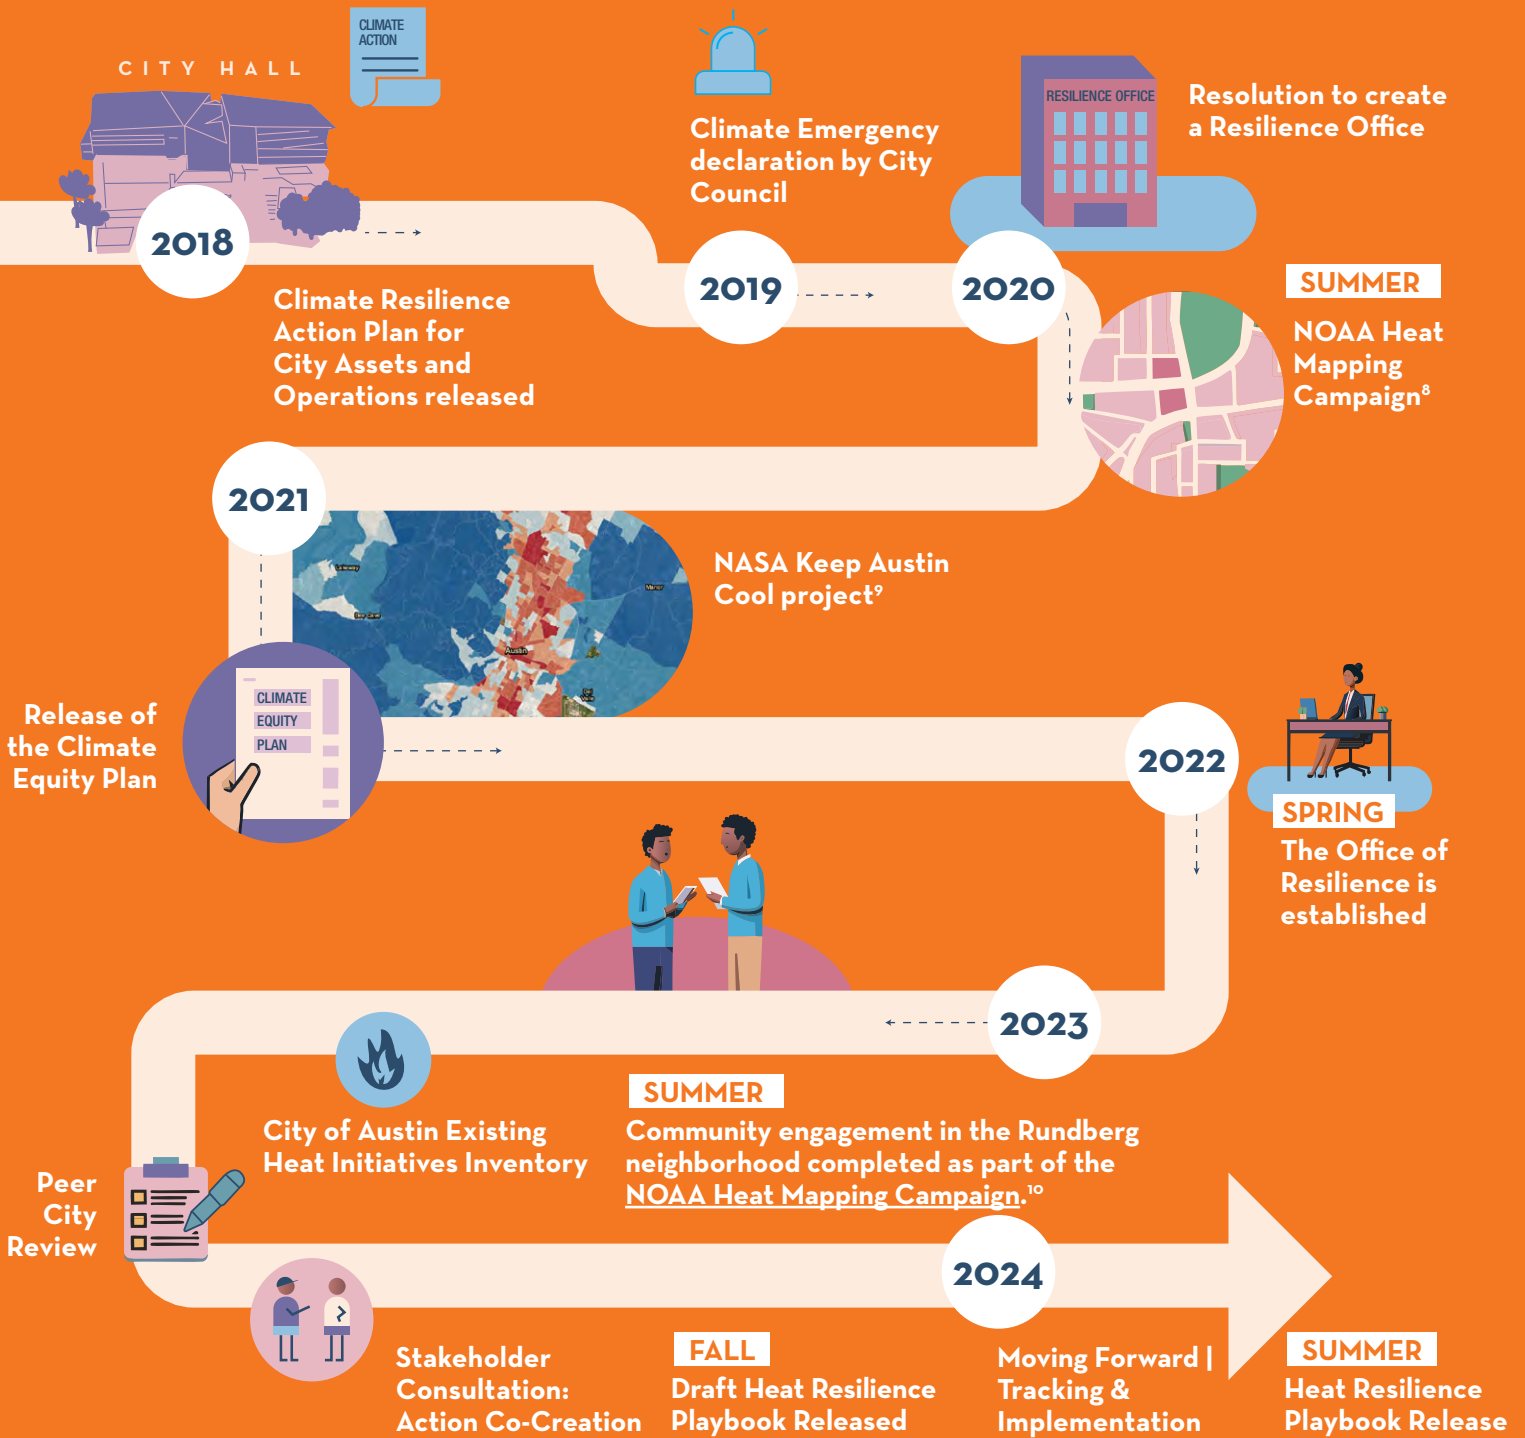 CITY HALL
CLIMATE
ACTION
2018
Climate Resilience
Action Plan for
City Assets and
Operations released
Climate Emergency
declaration by City
Council
2019
RESILIENCE OFFICE
Resolution to create
a Resilience Office
2020
SUMMER
NOAA Heat
Mapping
Campaign⁸
2021
Austin
Manor
NASA Keep Austin
Cool project⁹
Release of
the Climate
Equity Plan
CLIMATE
EQUITY
PLAN
2022
SPRING
The Office of
Resilience is
established
2023
SUMMER
Community engagement in the Rundberg
neighborhood completed as part of the
NOAA Heat Mapping Campaign.¹⁰
City of Austin Existing
Heat Initiatives Inventory
Peer
City
Review
Stakeholder
Consultation:
Action Co-Creation
FALL
Draft Heat Resilience
Playbook Released
2024
Moving Forward |
Tracking &
Implementation
SUMMER
Heat Resilience
Playbook Release